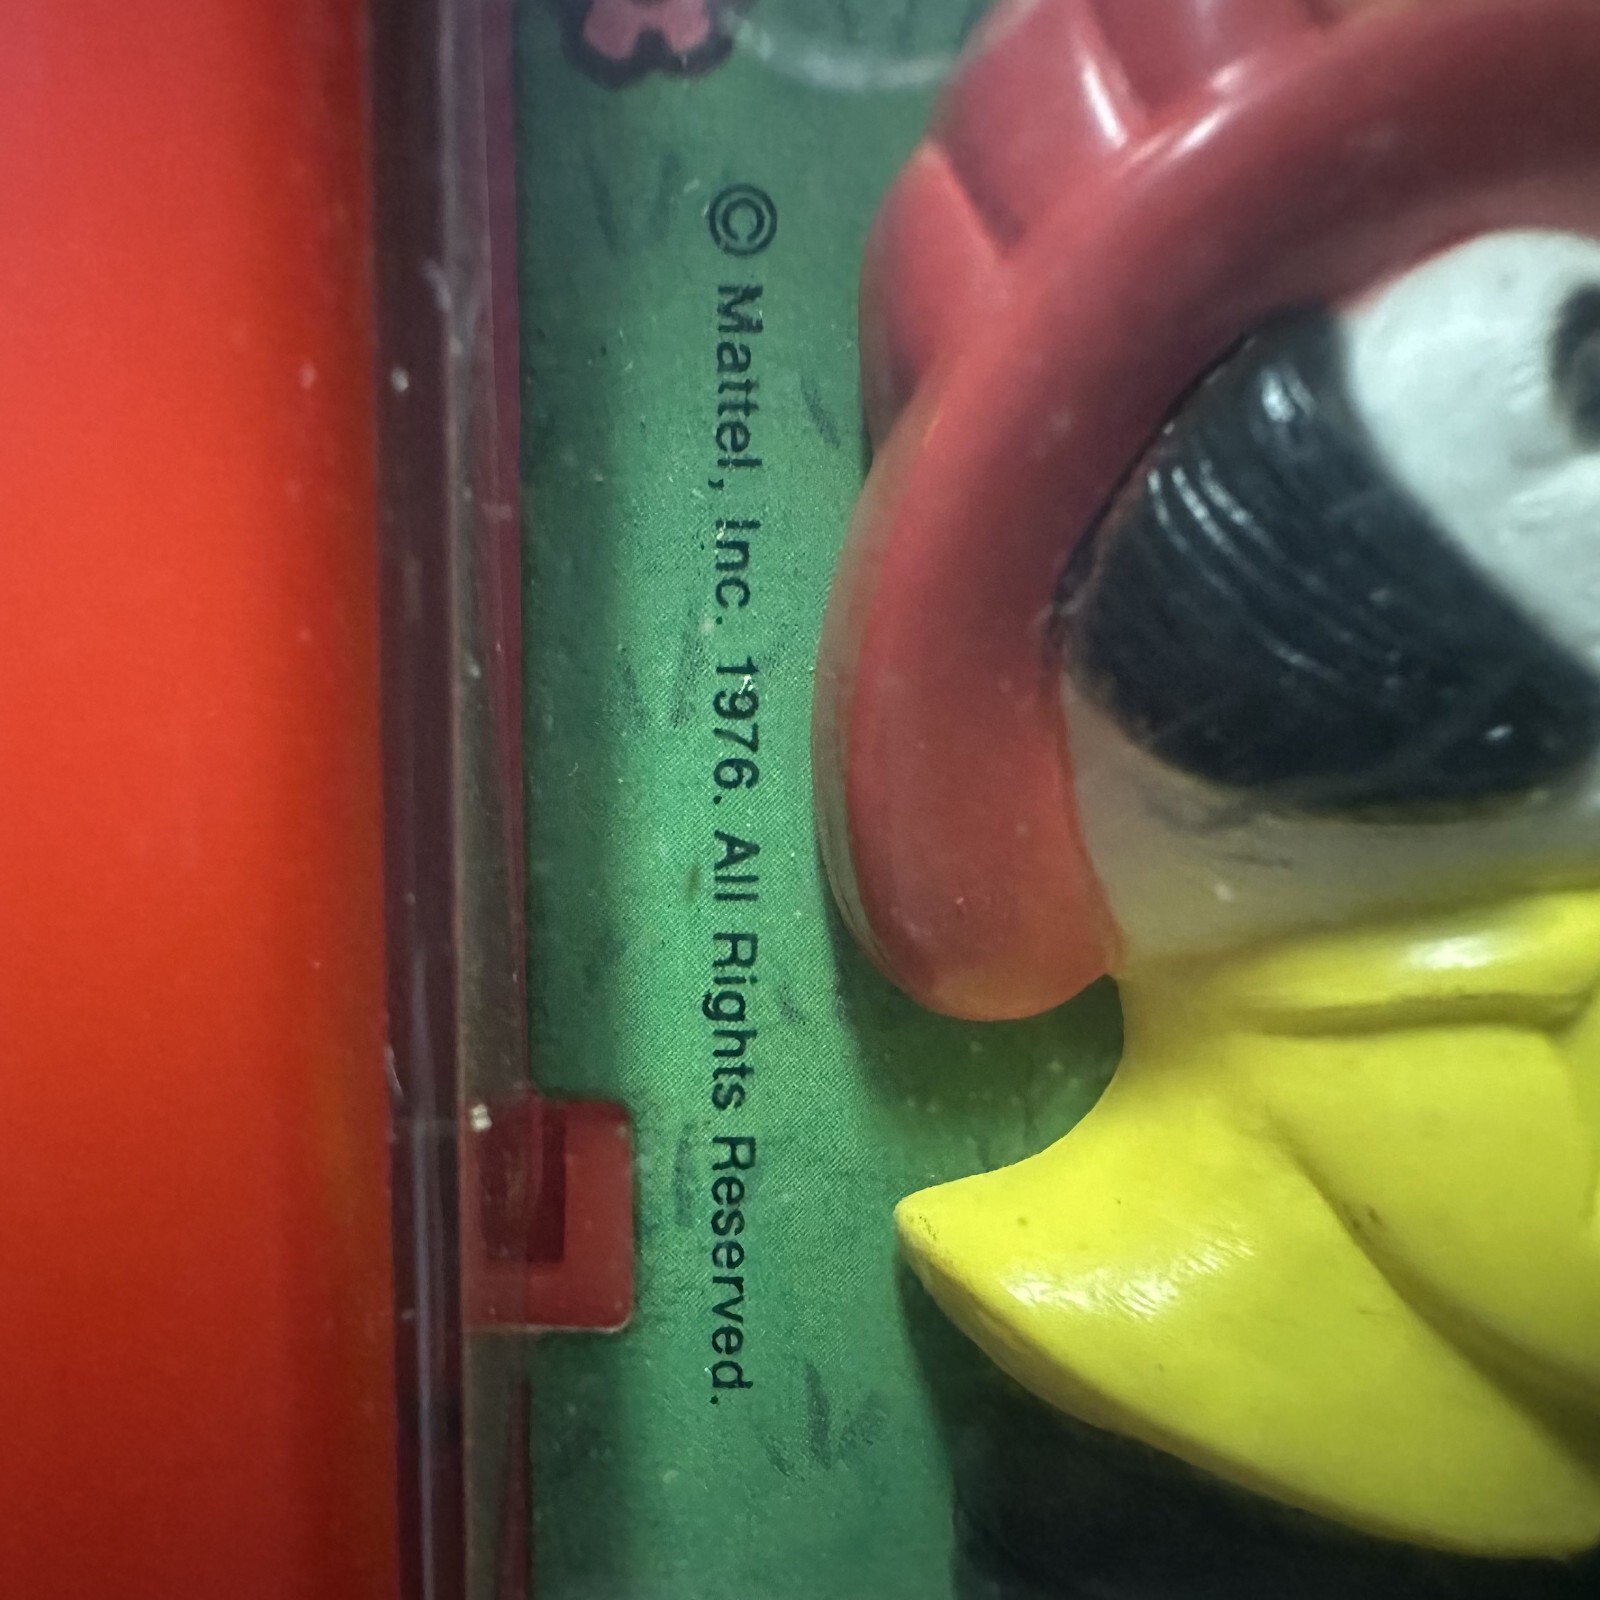 © Mattel, Inc. 1976. All Rights Reserved.